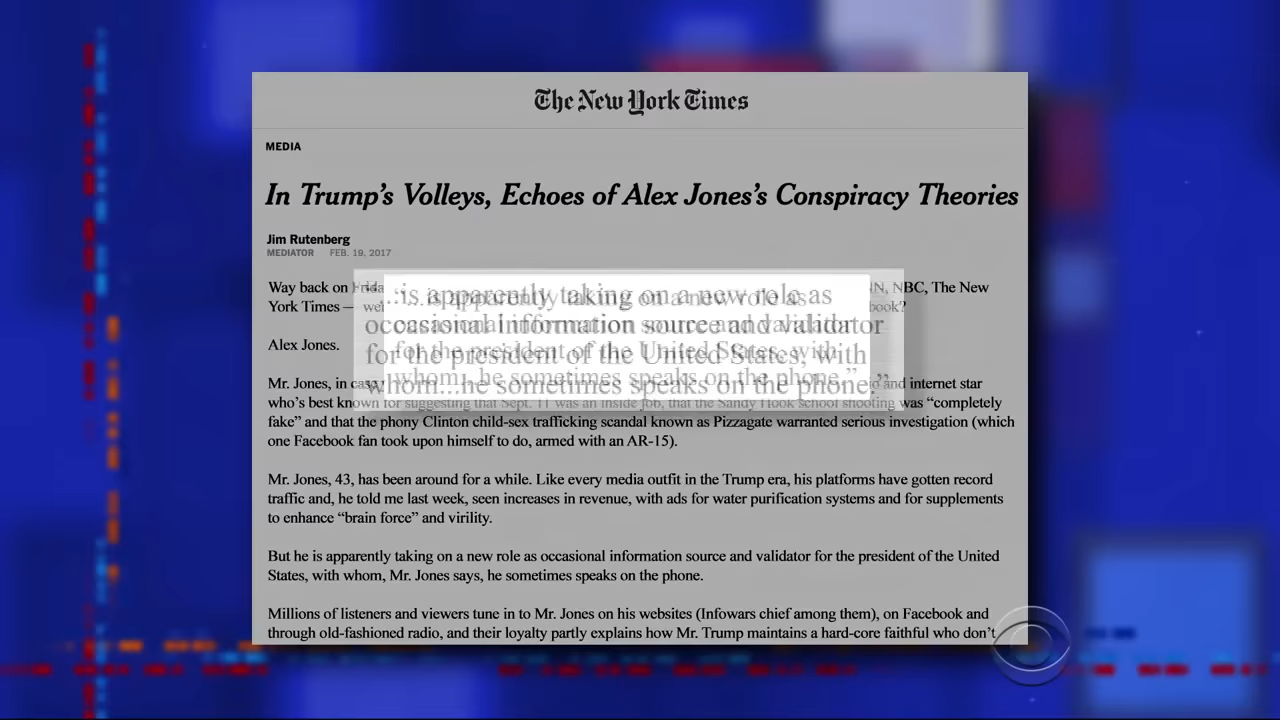 The New York Times
MEDIA
In Trump's Volleys, Echoes of Alex Jones's Conspiracy Theories
Jim Rutenberg
MEDIATOR FEB. 19, 2017
Way back on NBC, The New
York Times —
Alex Jones.
“...is apparently taking on a new role as
occasional information source and validator
for the president of the United States, with
whom...he sometimes speaks on the phone.”
Mr. Jones, in and internet star
who’s best known for suggesting that Sept. 11 was an inside job, that the Sandy Hook school shooting was “completely
fake” and that the phony Clinton child-sex trafficking scandal known as Pizzagate warranted serious investigation (which
one Facebook fan took upon himself to do, armed with an AR-15).
Mr. Jones, 43, has been around for a while. Like every media outfit in the Trump era, his platforms have gotten record
traffic and, he told me last week, seen increases in revenue, with ads for water purification systems and for supplements
to enhance “brain force” and virility.
But he is apparently taking on a new role as occasional information source and validator for the president of the United
States, with whom, Mr. Jones says, he sometimes speaks on the phone.
Millions of listeners and viewers tune in to Mr. Jones on his websites (Infowars chief among them), on Facebook and
through old-fashioned radio, and their loyalty partly explains how Mr. Trump maintains a hard-core faithful who don’t